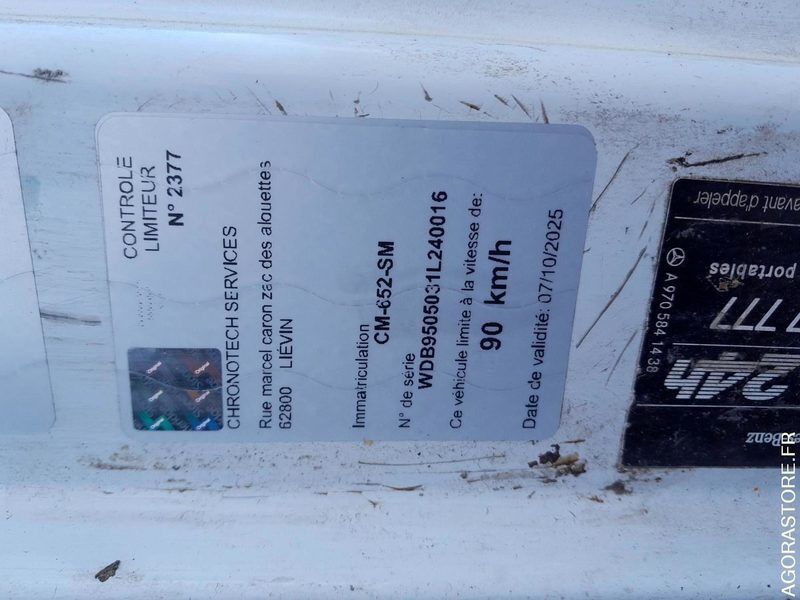 CONTROLE
LIMITEUR
N° 2377
CHRONOTECH SERVICES
Rue marcel caron zac des alouettes
62800 LIEVIN
Immatriculation
CM-652-SM
N° de série
WDB9505031L240016
Ce véhicule limité à la vitesse de:
90 km/h
Date de validité: 07/10/2025
avant d'appeler
portables
A 970 584 14 38
7 777
24h
Benz
AGORASTORE.FR